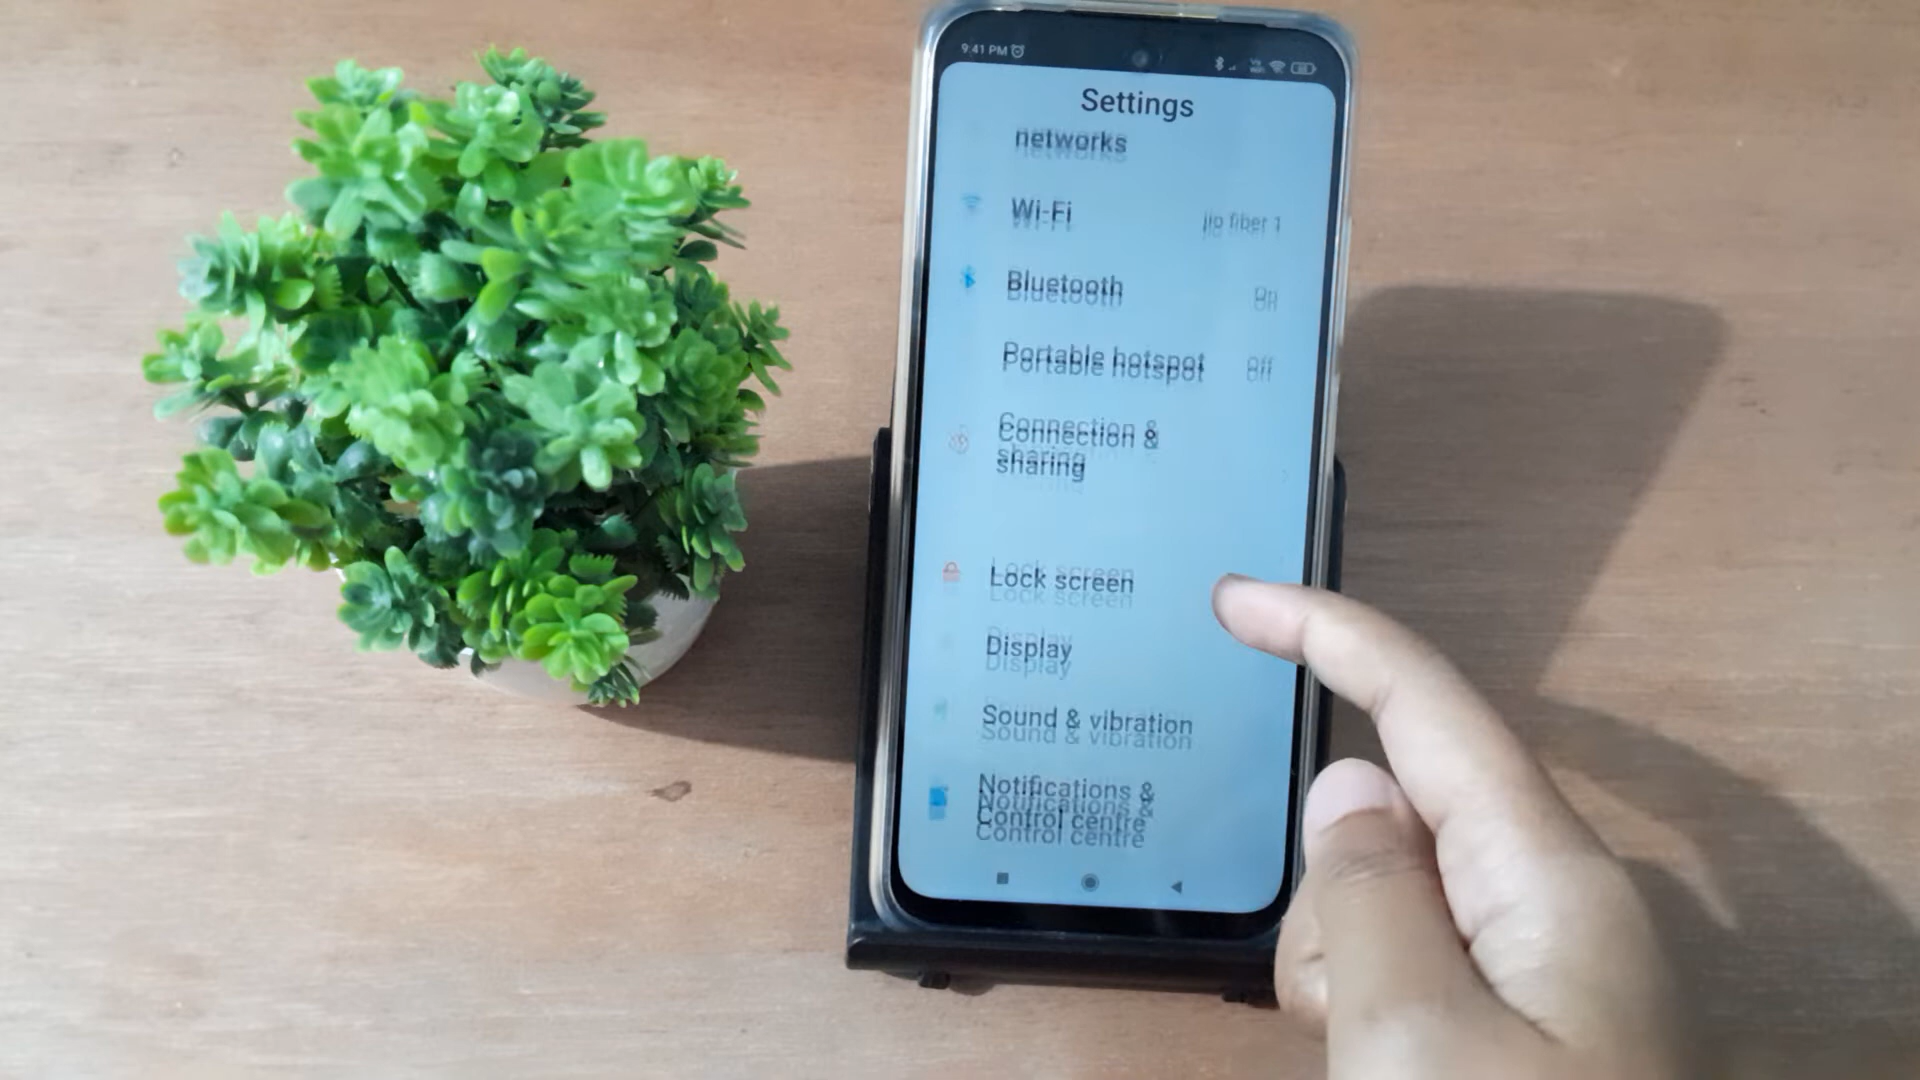 9:41 PM
Settings
networks
Wi-Fi
jio fiber 1
Bluetooth
On
Portable hotspot
Off
Connection &
sharing
Lock screen
Display
Sound & vibration
Notifications &
Control centre